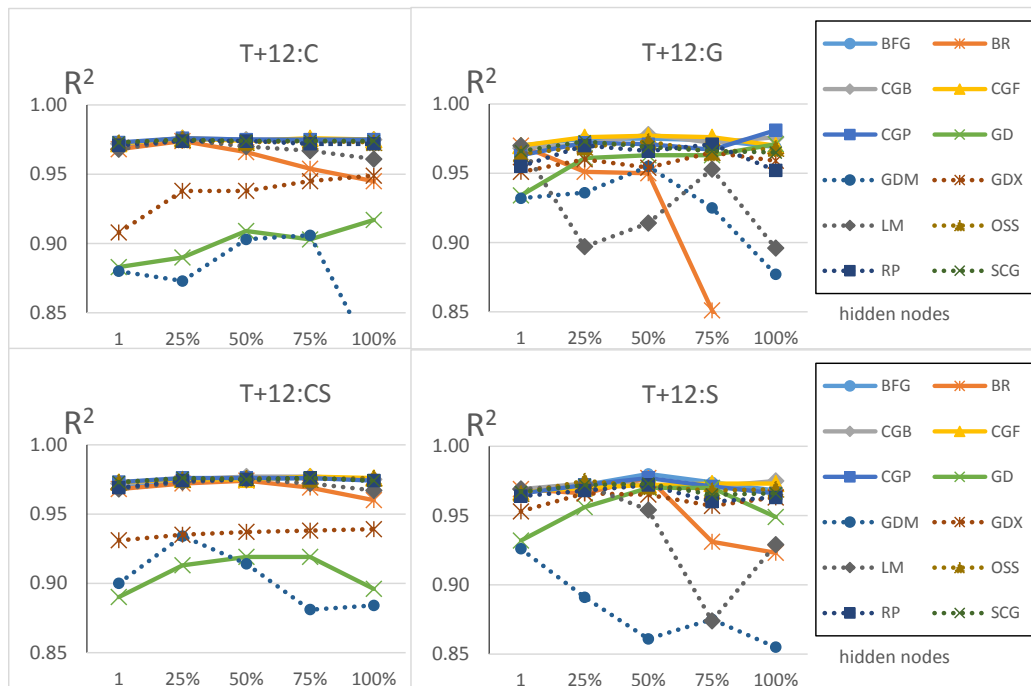 T+12:C
R2
1.00
0.95
0.90
0.85
1 25% 50% 75% 100%
T+12:G
R2
1.00
0.95
0.90
0.85
1 25% 50% 75% 100%
BFG BR
CGB CGF
CGP GD
GDM GDX
LM OSS
RP SCG
hidden nodes
T+12:CS
R2
1.00
0.95
0.90
0.85
1 25% 50% 75% 100%
T+12:S
R2
1.00
0.95
0.90
0.85
1 25% 50% 75% 100%
BFG BR
CGB CGF
CGP GD
GDM GDX
LM OSS
RP SCG
hidden nodes